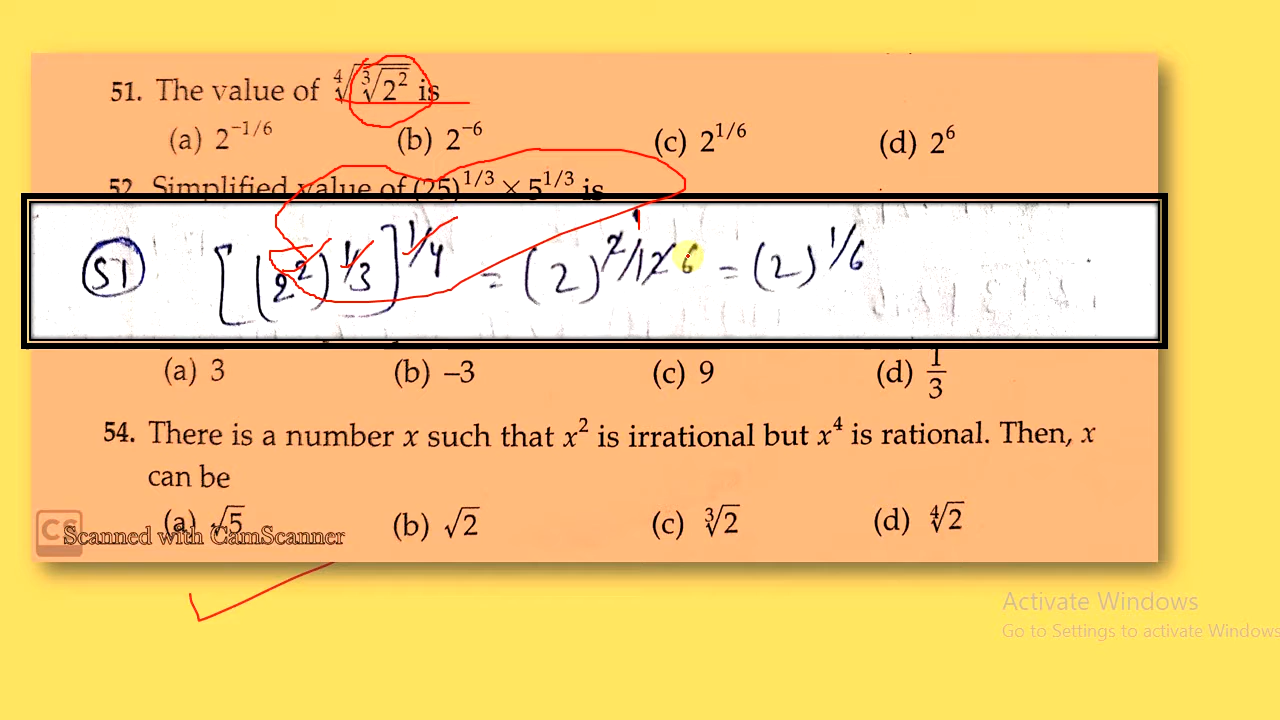 51. The value of ∜∛2² is
(a) 2^{-1/6} (b) 2^{-6} (c) 2^{1/6} (d) 2^6
52. Simplified value of (25)^{1/3} × 5^{1/3} is
51 [(2²)^{1/3}]^{1/4} = (2)^{2/12 6} = (2)^{1/6}
(a) 3 (b) –3 (c) 9 (d) 1/3
54. There is a number x such that x² is irrational but x⁴ is rational. Then, x
can be
(a) √5 (b) √2 (c) ∛2 (d) ∜2
CS Scanned with CamScanner
Activate Windows
Go to Settings to activate Windows